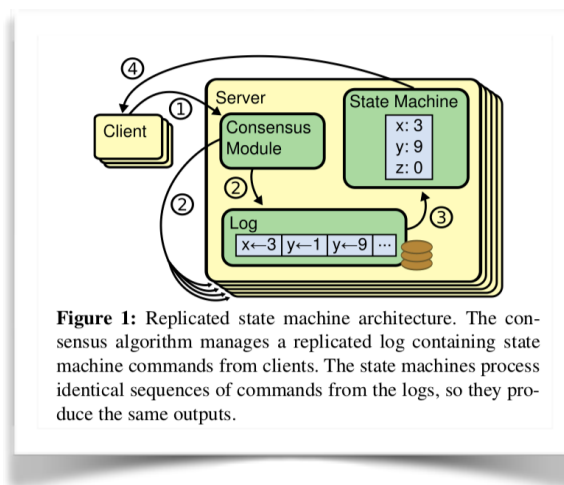 ④
①
Server
State Machine
Client
Consensus
Module
x: 3
y: 9
z: 0
②
②
③
Log
x←3 y←1 y←9 ...
Figure 1: Replicated state machine architecture. The con-
sensus algorithm manages a replicated log containing state
machine commands from clients. The state machines process
identical sequences of commands from the logs, so they pro-
duce the same outputs.